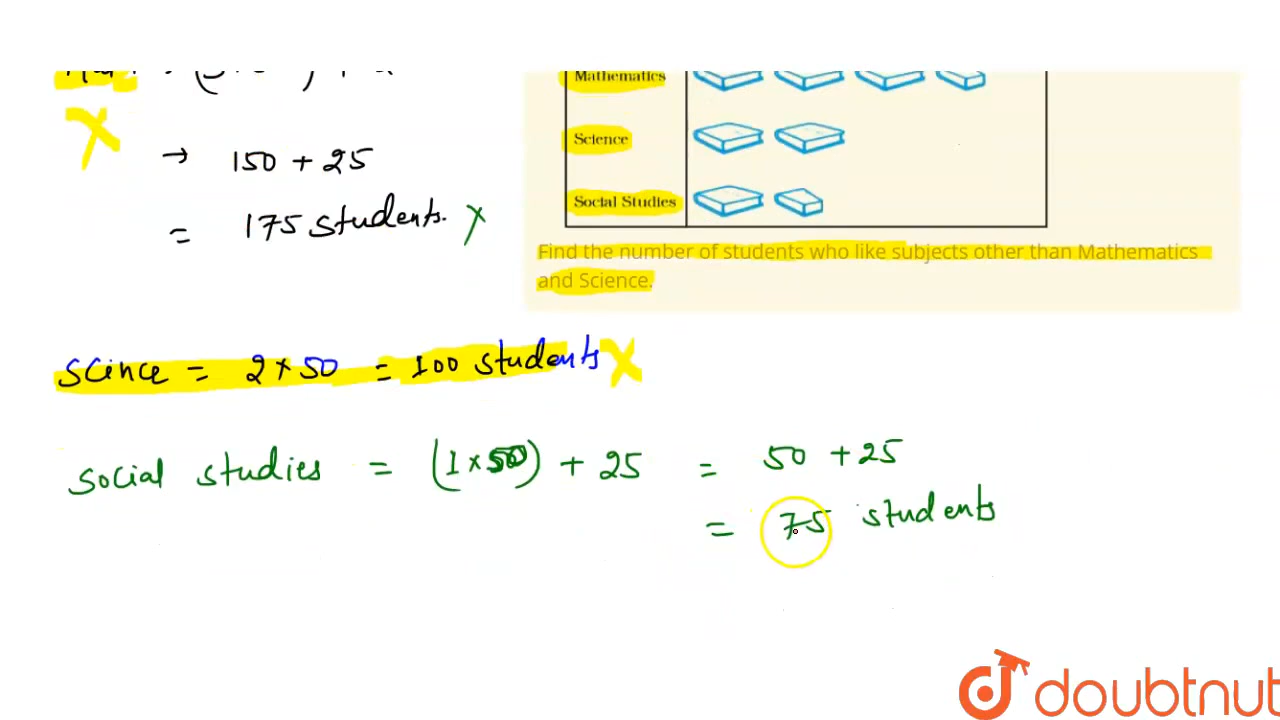 Mathematics
→ 150 + 25
= 175 students. X
Science
Social Studies
Find the number of students who like subjects other than Mathematics
and Science.
Scince = 2 × 50 = 100 students X
Social studies = (1 × 50) + 25 = 50 + 25
= 75 students
doubtnut